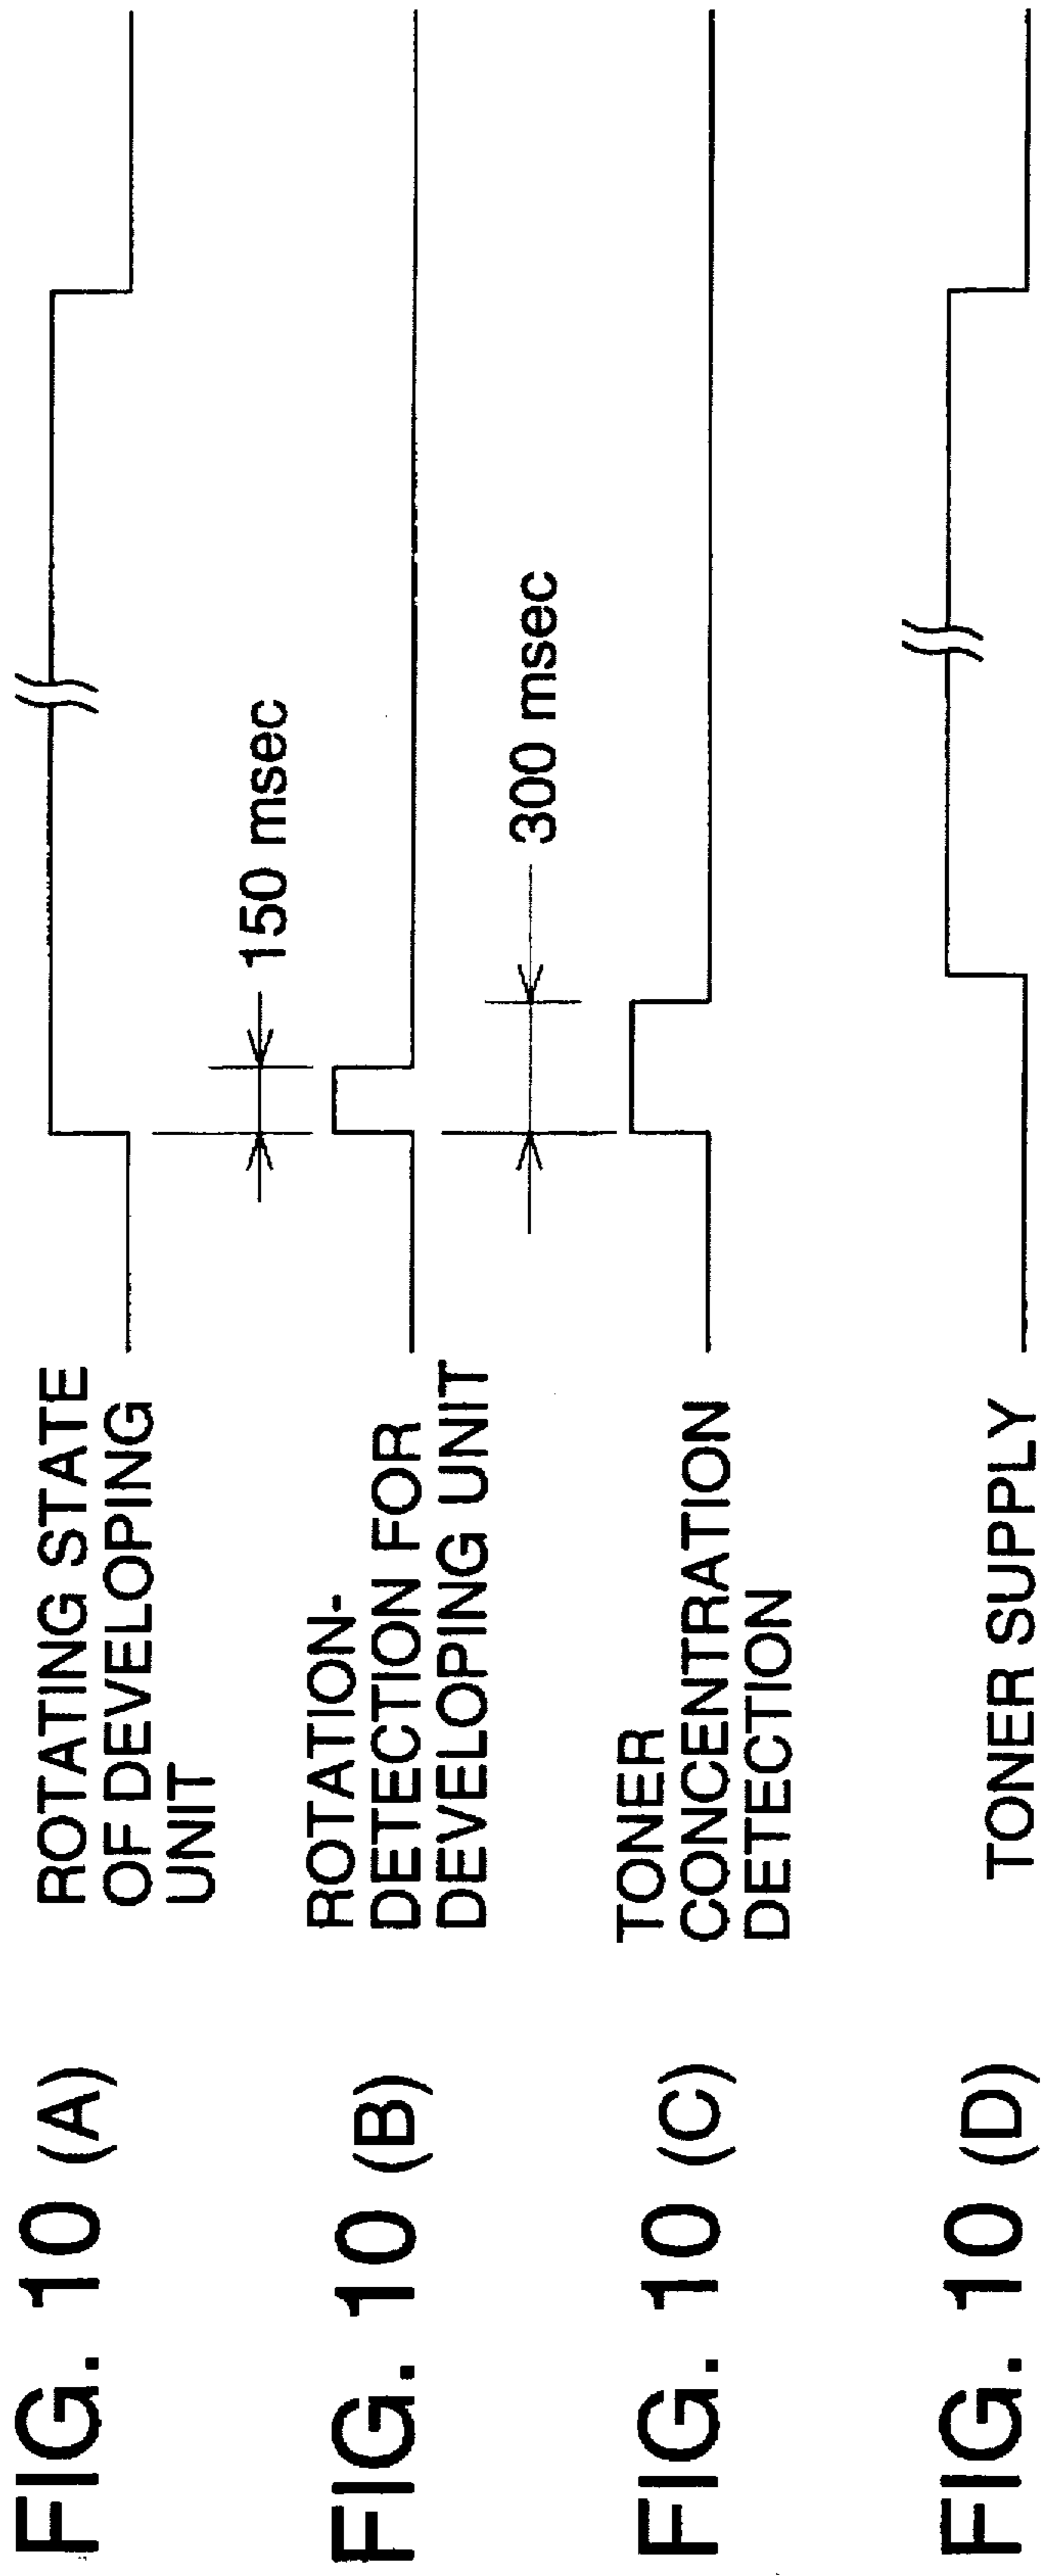 FIG. 10 (A)
ROTATING STATE
OF DEVELOPING
UNIT
150 msec
FIG. 10 (B)
ROTATION-
DETECTION FOR
DEVELOPING UNIT
300 msec
FIG. 10 (C)
TONER
CONCENTRATION
DETECTION
FIG. 10 (D)
TONER SUPPLY